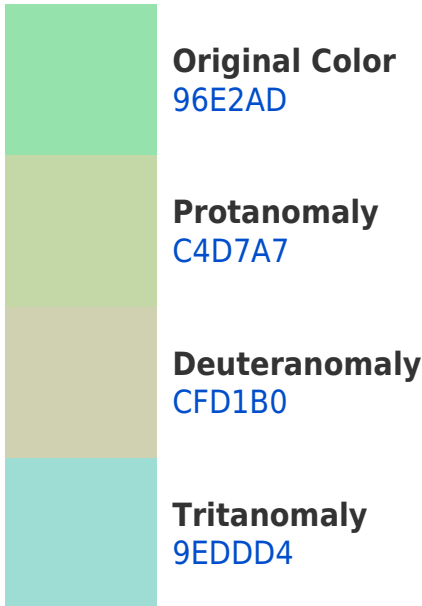 Original Color
96E2AD
Protanomaly
C4D7A7
Deuteranomaly
CFD1B0
Tritanomaly
9EDDD4